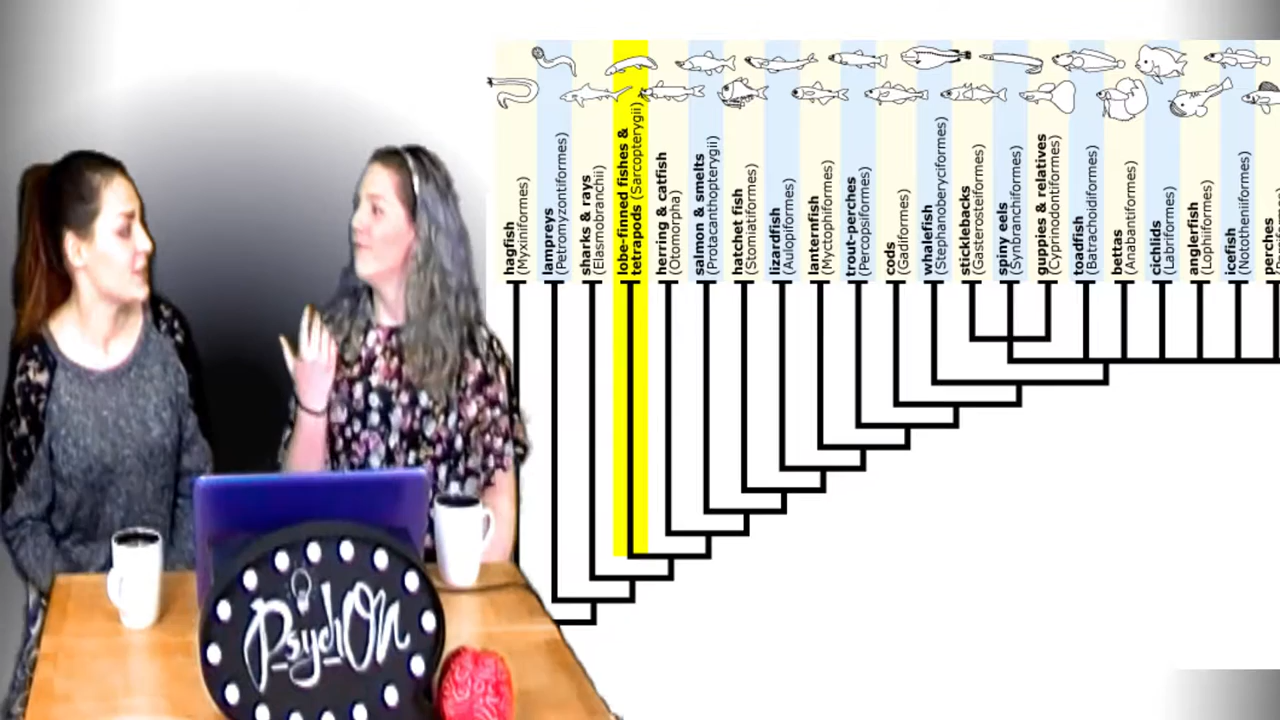 hagfish
(Myxiniformes)
lampreys
(Petromyzontiformes)
sharks & rays
(Elasmobranchii)
lobe-finned fishes &
tetrapods (Sarcopterygii)
herring & catfish
(Otomorpha)
salmon & smelts
(Protacanthopterygii)
hatchet fish
(Stomiatiformes)
lizardfish
(Aulopiformes)
lanternfish
(Myctophiformes)
trout-perches
(Percopsiformes)
cods
(Gadiformes)
whalefish
(Stephanoberyciformes)
sticklebacks
(Gasterosteiformes)
spiny eels
(Synbranchiformes)
guppies & relatives
(Cyprinodontiformes)
toadfish
(Batrachoidiformes)
bettas
(Anabantiformes)
cichlids
(Labriformes)
anglerfish
(Lophiiformes)
icefish
(Nototheniiformes)
perches
PsychOn